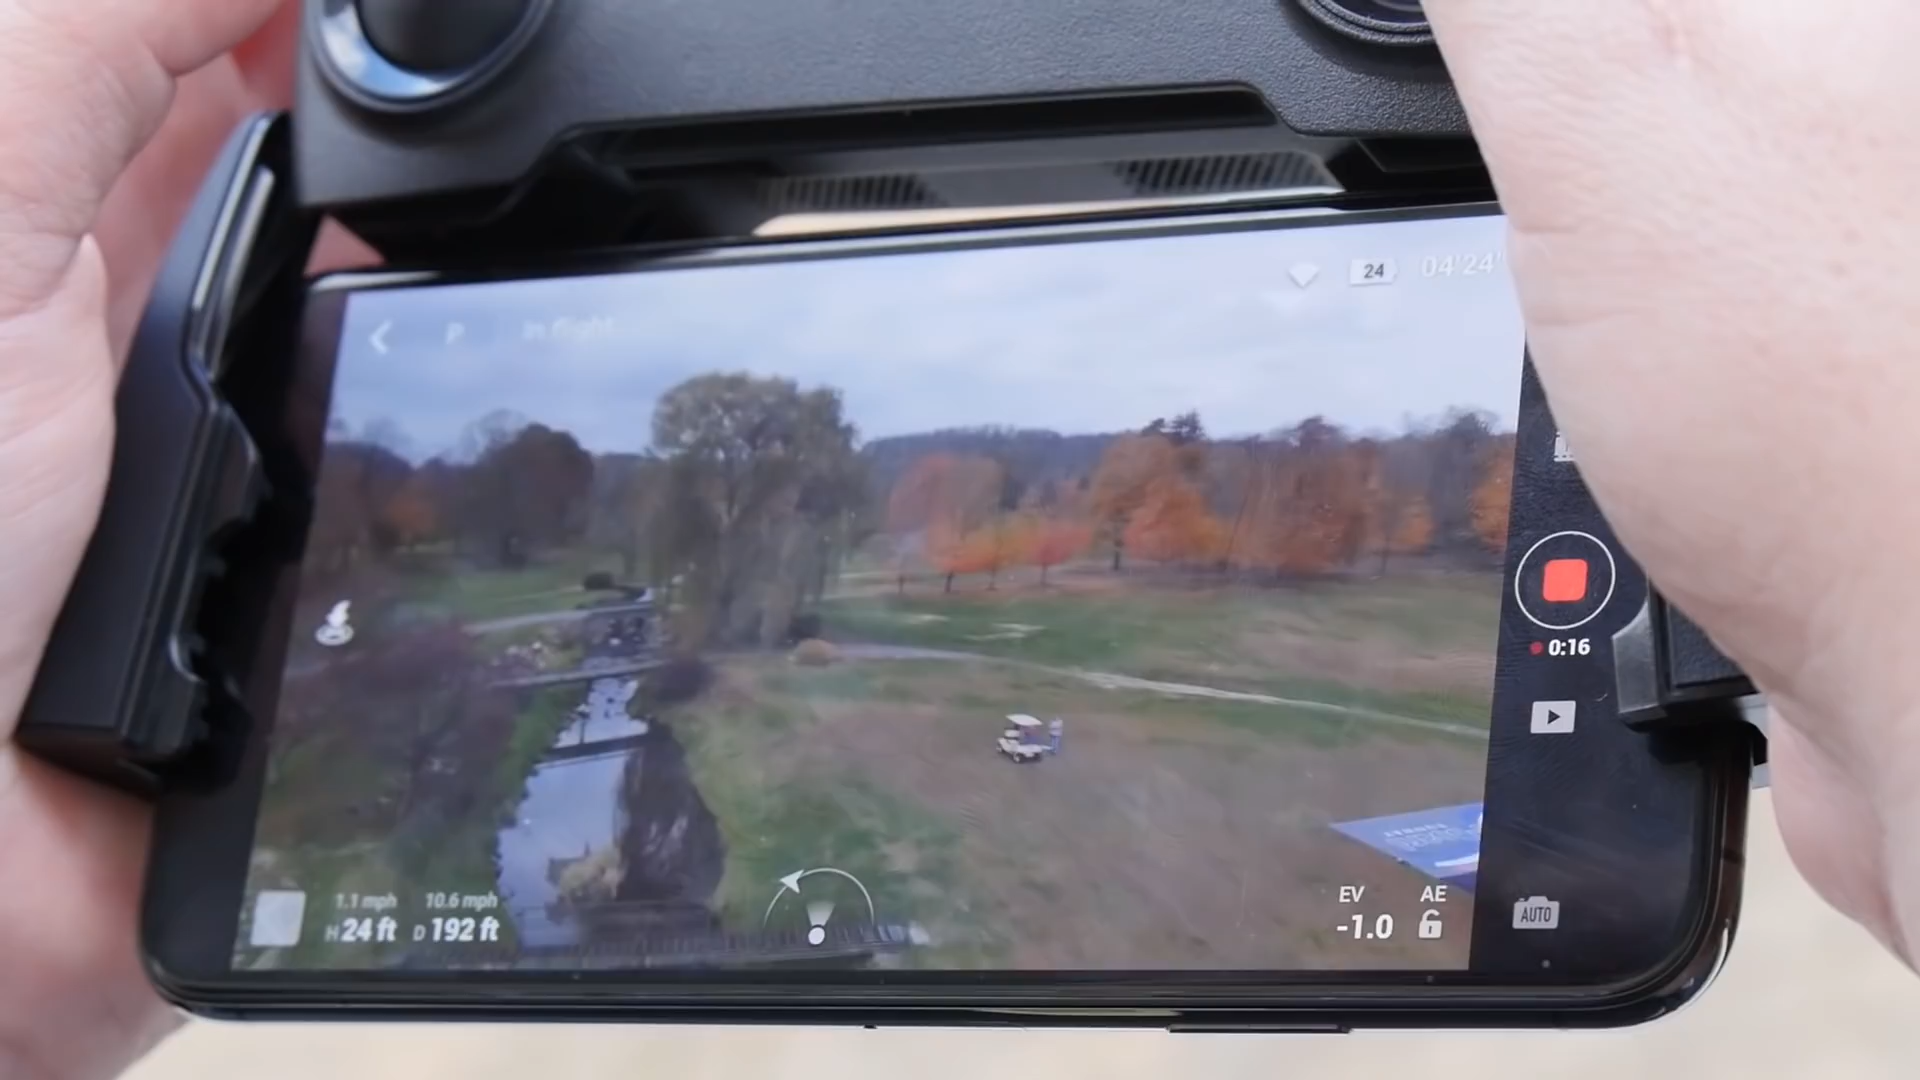 P In flight
24 04'24"
0:16
1.1 mph 10.6 mph
H 24 ft D 192 ft
EV AE
-1.0
AUTO